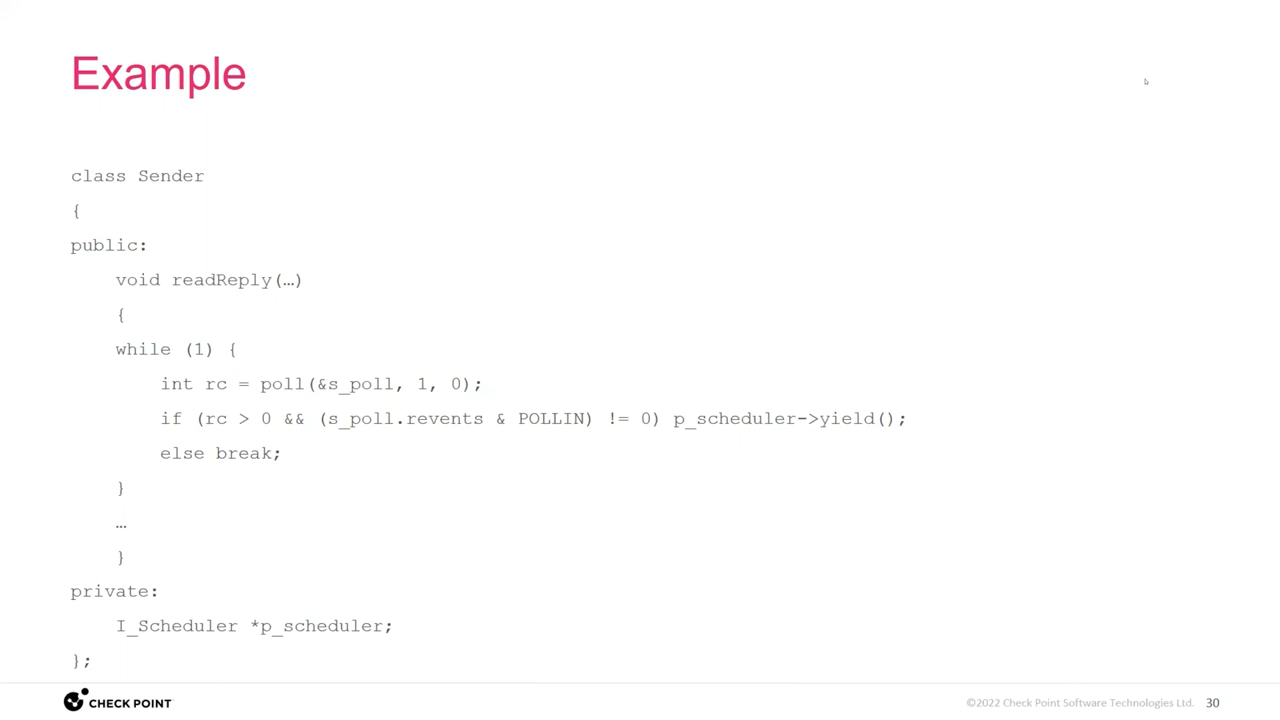 Example
class Sender
{
public:
void readReply(…)
{
while (1) {
int rc = poll(&s_poll, 1, 0);
if (rc > 0 && (s_poll.revents & POLLIN) != 0) p_scheduler->yield();
else break;
}
…
}
private:
I_Scheduler *p_scheduler;
};
CHECK POINT
©2022 Check Point Software Technologies Ltd. 30